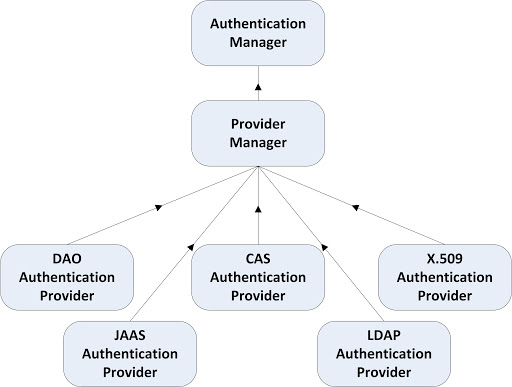 Authentication
Manager
Provider
Manager
DAO
Authentication
Provider
CAS
Authentication
Provider
X.509
Authentication
Provider
JAAS
Authentication
Provider
LDAP
Authentication
Provider